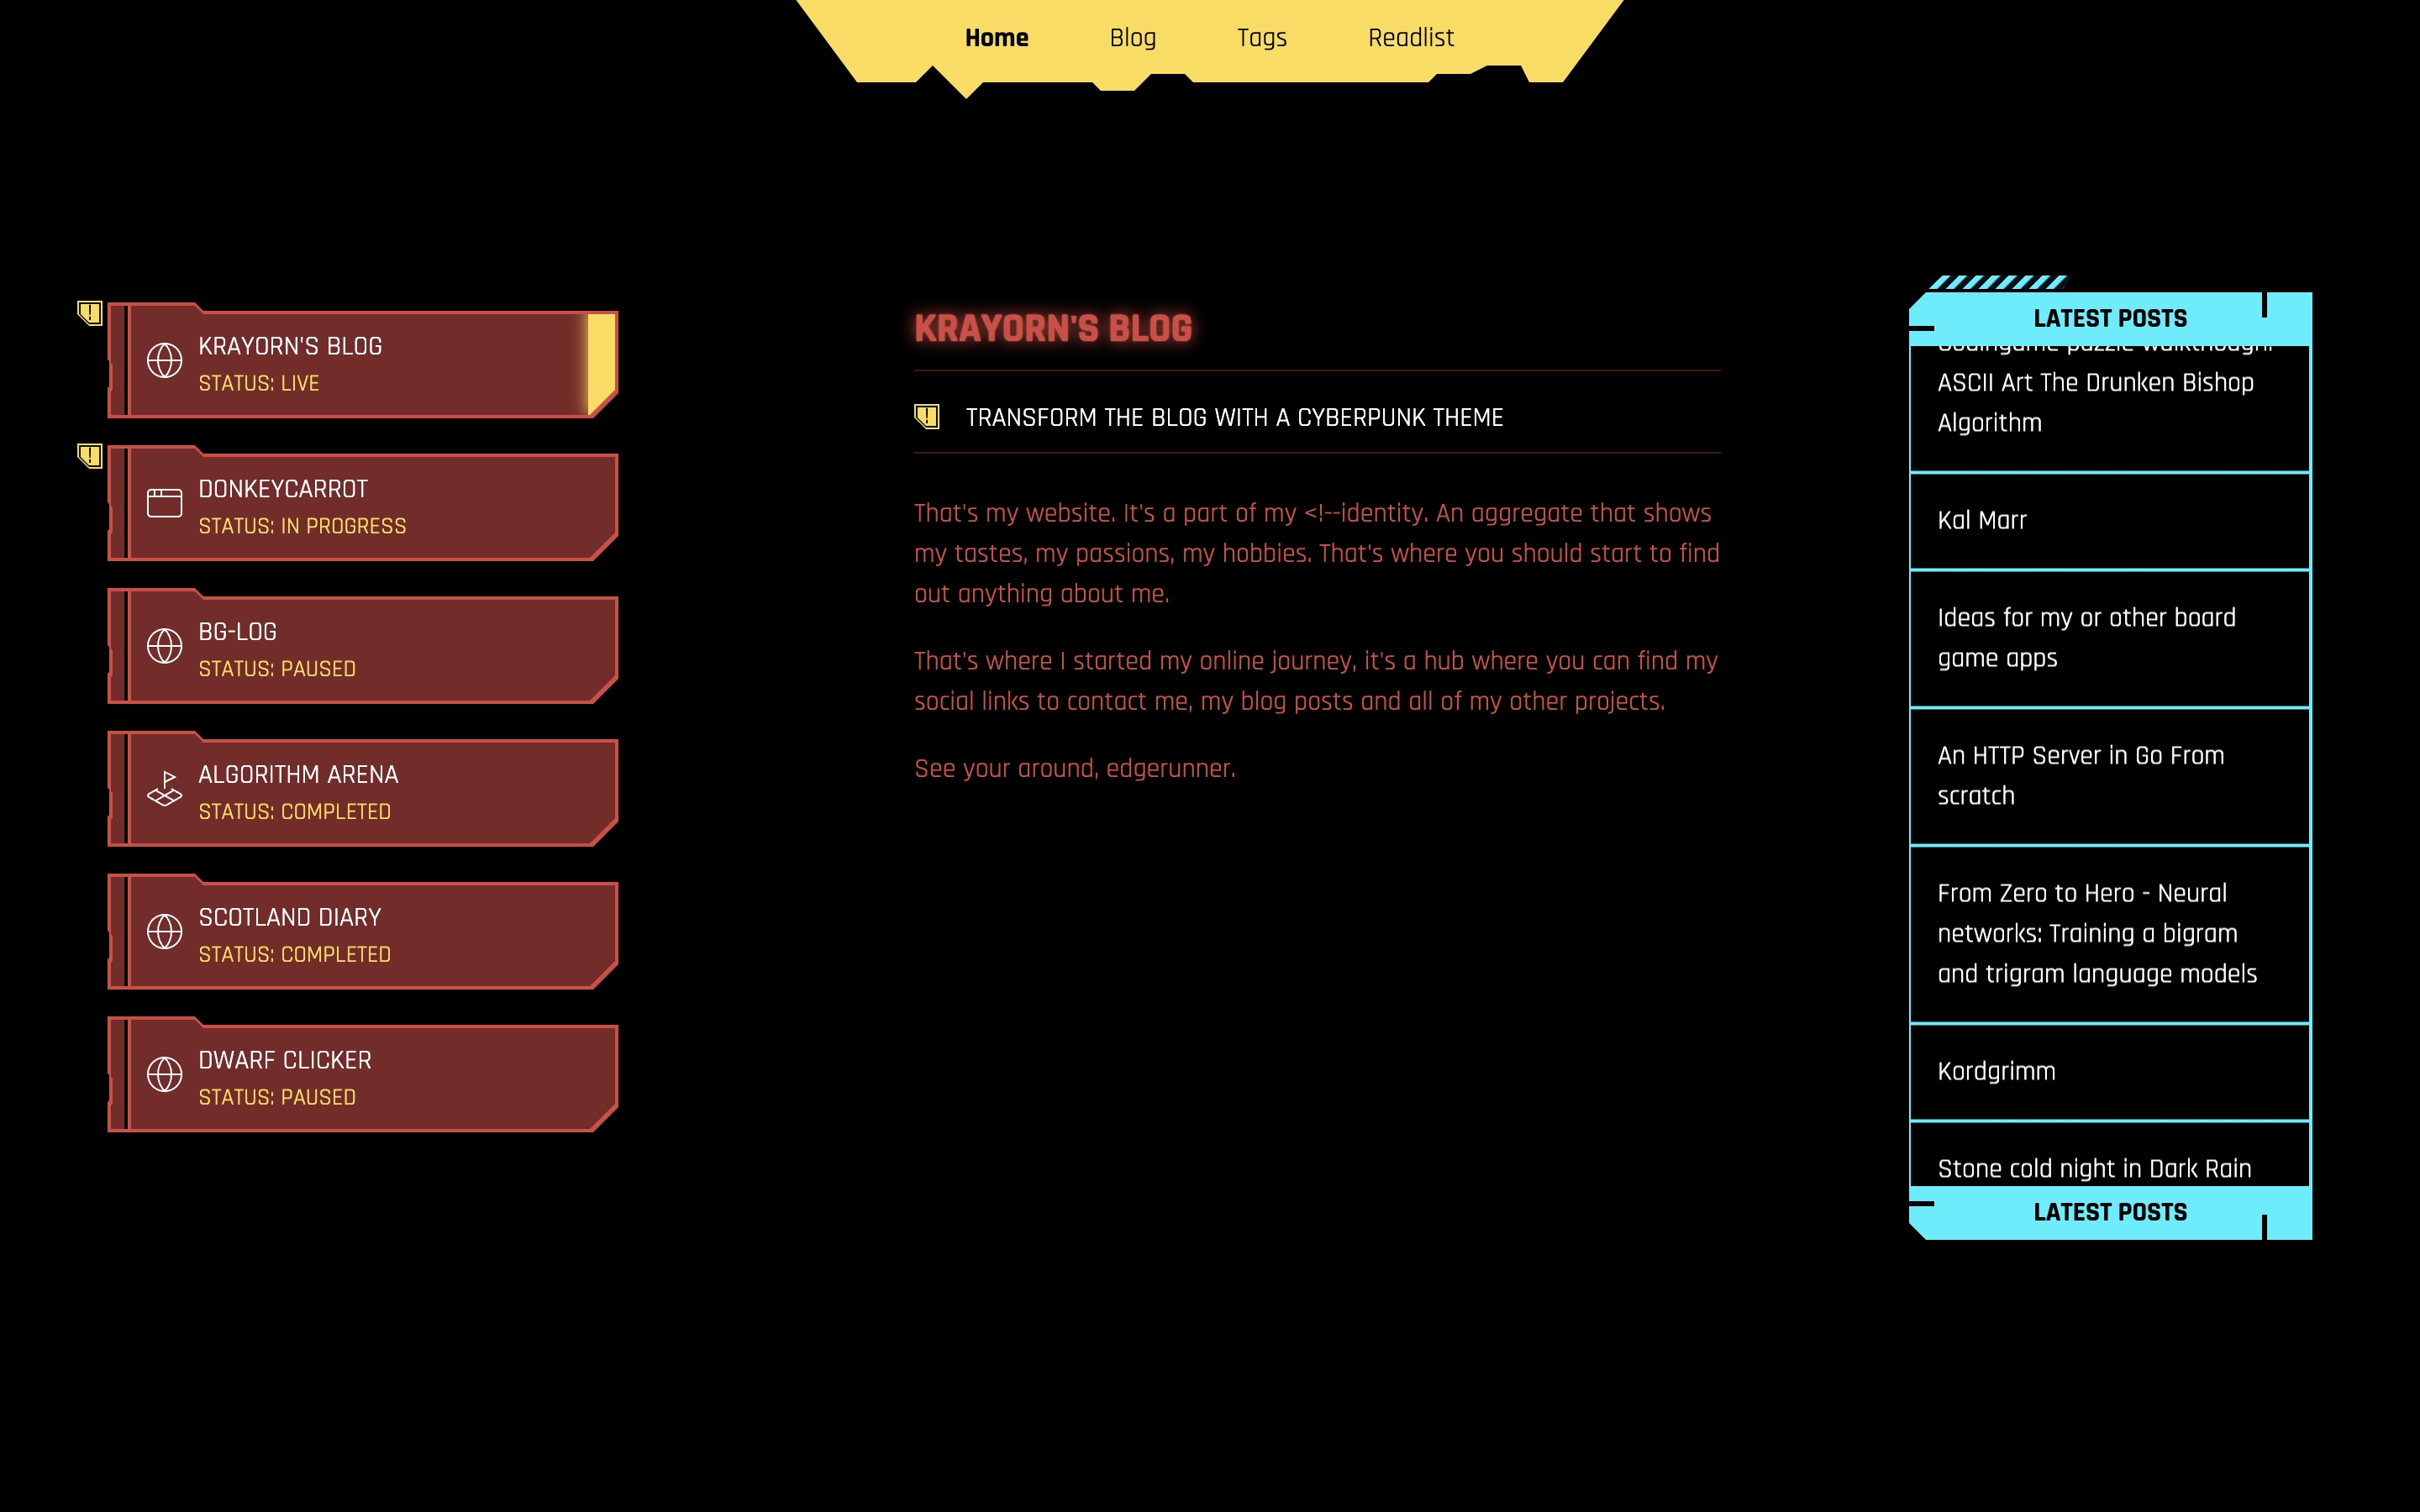 Home Blog Tags Readlist
KRAYORN'S BLOG
STATUS: LIVE
DONKEYCARROT
STATUS: IN PROGRESS
BG-LOG
STATUS: PAUSED
ALGORITHM ARENA
STATUS: COMPLETED
SCOTLAND DIARY
STATUS: COMPLETED
DWARF CLICKER
STATUS: PAUSED
KRAYORN'S BLOG
TRANSFORM THE BLOG WITH A CYBERPUNK THEME
That's my website. It's a part of my <!--identity. An aggregate that shows
my tastes, my passions, my hobbies. That's where you should start to find
out anything about me.
That's where I started my online journey, it's a hub where you can find my
social links to contact me, my blog posts and all of my other projects.
See your around, edgerunner.
LATEST POSTS
ASCII Art The Drunken Bishop
Algorithm
Kal Marr
Ideas for my or other board
game apps
An HTTP Server in Go From
scratch
From Zero to Hero - Neural
networks: Training a bigram
and trigram language models
Kordgrimm
Stone cold night in Dark Rain
LATEST POSTS